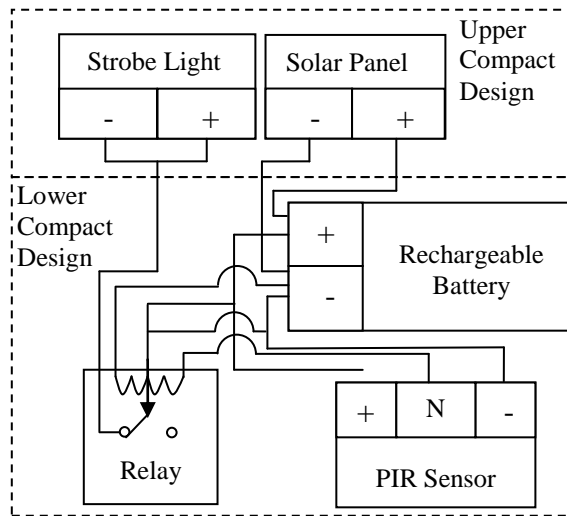 Strobe Light
- +
Solar Panel
- +
Upper
Compact
Design
Lower
Compact
Design
+
-
Rechargeable
Battery
Relay
+ N -
PIR Sensor